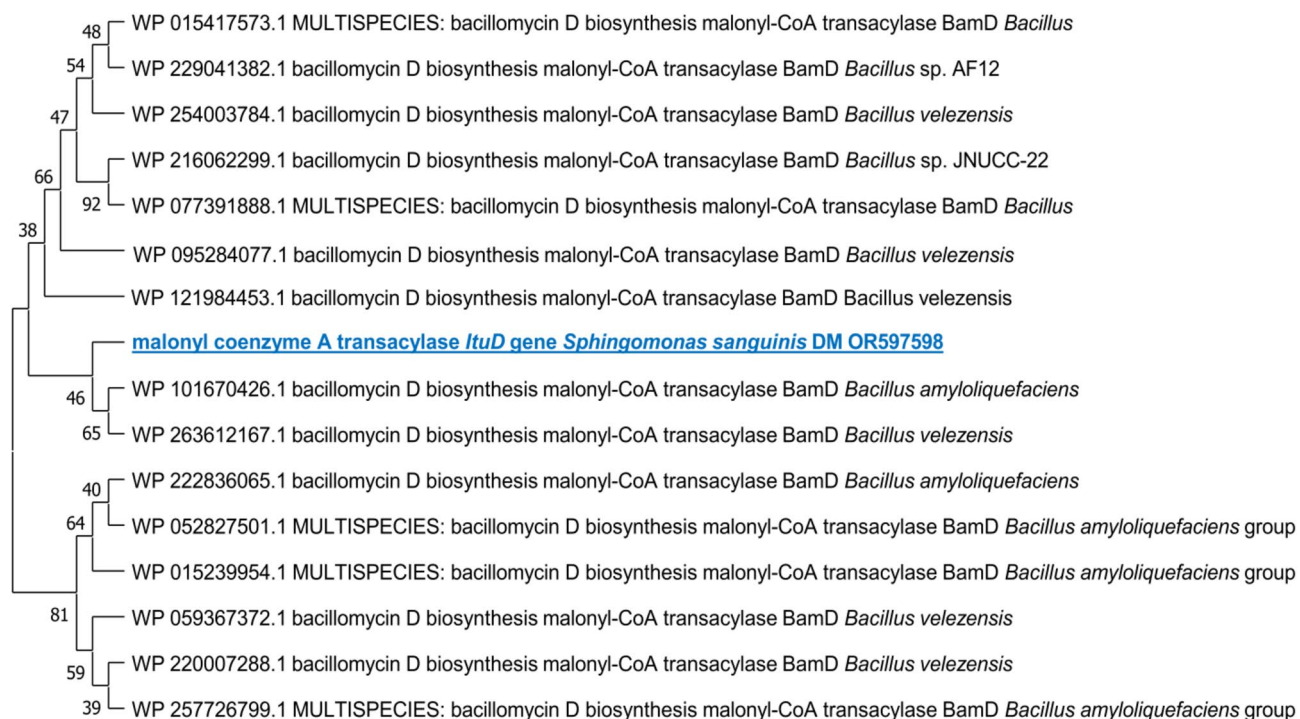 48
WP 015417573.1 MULTISPECIES: bacillomycin D biosynthesis malonyl-CoA transacylase BamD Bacillus
54
WP 229041382.1 bacillomycin D biosynthesis malonyl-CoA transacylase BamD Bacillus sp. AF12
47
WP 254003784.1 bacillomycin D biosynthesis malonyl-CoA transacylase BamD Bacillus velezensis
WP 216062299.1 bacillomycin D biosynthesis malonyl-CoA transacylase BamD Bacillus sp. JNUCC-22
66
92
WP 077391888.1 MULTISPECIES: bacillomycin D biosynthesis malonyl-CoA transacylase BamD Bacillus
38
WP 095284077.1 bacillomycin D biosynthesis malonyl-CoA transacylase BamD Bacillus velezensis
WP 121984453.1 bacillomycin D biosynthesis malonyl-CoA transacylase BamD Bacillus velezensis
malonyl coenzyme A transacylase ItuD gene Sphingomonas sanguinis DM OR597598
46
WP 101670426.1 bacillomycin D biosynthesis malonyl-CoA transacylase BamD Bacillus amyloliquefaciens
65
WP 263612167.1 bacillomycin D biosynthesis malonyl-CoA transacylase BamD Bacillus velezensis
40
WP 222836065.1 bacillomycin D biosynthesis malonyl-CoA transacylase BamD Bacillus amyloliquefaciens
64
WP 052827501.1 MULTISPECIES: bacillomycin D biosynthesis malonyl-CoA transacylase BamD Bacillus amyloliquefaciens group
WP 015239954.1 MULTISPECIES: bacillomycin D biosynthesis malonyl-CoA transacylase BamD Bacillus amyloliquefaciens group
81
WP 059367372.1 bacillomycin D biosynthesis malonyl-CoA transacylase BamD Bacillus velezensis
59
WP 220007288.1 bacillomycin D biosynthesis malonyl-CoA transacylase BamD Bacillus velezensis
39
WP 257726799.1 MULTISPECIES: bacillomycin D biosynthesis malonyl-CoA transacylase BamD Bacillus amyloliquefaciens group